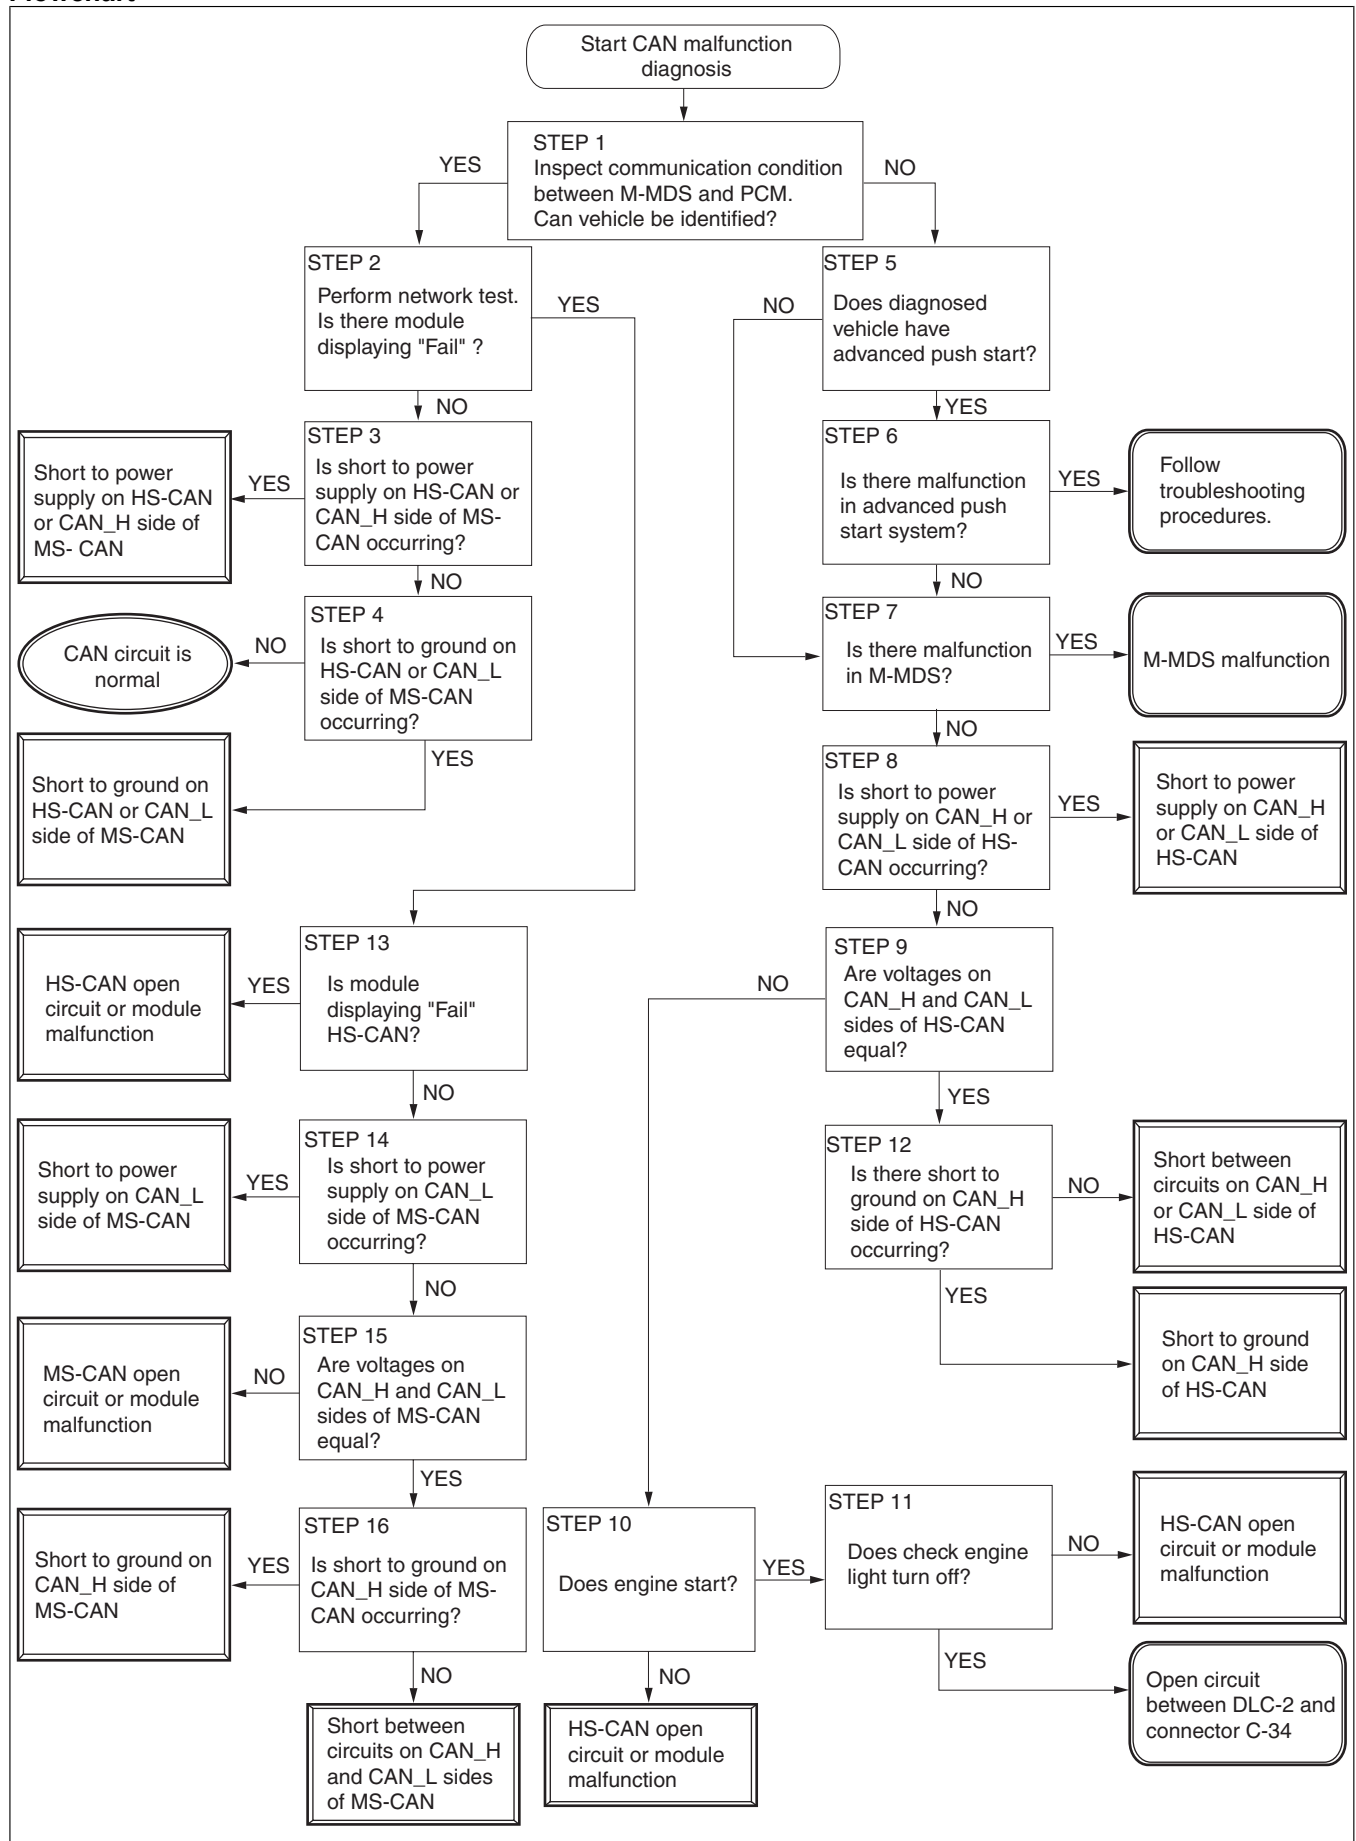 Start CAN malfunction
diagnosis
STEP 1
Inspect communication condition
between M-MDS and PCM.
Can vehicle be identified?
YES
NO
STEP 2
Perform network test.
Is there module
displaying "Fail" ?
YES
NO
STEP 5
Does diagnosed
vehicle have
advanced push start?
NO
YES
STEP 3
Is short to power
supply on HS-CAN or
CAN_H side of MS-
CAN occurring?
YES
Short to power
supply on HS-CAN
or CAN_H side of
MS- CAN
NO
STEP 6
Is there malfunction
in advanced push
start system?
YES
Follow
troubleshooting
procedures.
NO
STEP 4
Is short to ground on
HS-CAN or CAN_L
side of MS-CAN
occurring?
NO
CAN circuit is
normal
YES
Short to ground on
HS-CAN or CAN_L
side of MS-CAN
STEP 7
Is there malfunction
in M-MDS?
YES
M-MDS malfunction
NO
STEP 8
Is short to power
supply on CAN_H or
CAN_L side of HS-
CAN occurring?
YES
Short to power
supply on CAN_H
or CAN_L side of
HS-CAN
NO
STEP 13
Is module
displaying "Fail"
HS-CAN?
YES
HS-CAN open
circuit or module
malfunction
NO
STEP 9
Are voltages on
CAN_H and CAN_L
sides of HS-CAN
equal?
NO
YES
STEP 14
Is short to power
supply on CAN_L
side of MS-CAN
occurring?
YES
Short to power
supply on CAN_L
side of MS-CAN
NO
STEP 12
Is there short to
ground on CAN_H
side of HS-CAN
occurring?
NO
Short between
circuits on CAN_H
or CAN_L side of
HS-CAN
YES
Short to ground
on CAN_H side
of HS-CAN
STEP 15
Are voltages on
CAN_H and CAN_L
sides of MS-CAN
equal?
NO
MS-CAN open
circuit or module
malfunction
YES
STEP 16
Is short to ground on
CAN_H side of MS-
CAN occurring?
YES
Short to ground on
CAN_H side of
MS-CAN
NO
Short between
circuits on CAN_H
and CAN_L sides
of MS-CAN
STEP 10
Does engine start?
YES
NO
HS-CAN open
circuit or module
malfunction
STEP 11
Does check engine
light turn off?
NO
HS-CAN open
circuit or module
malfunction
YES
Open circuit
between DLC-2 and
connector C-34